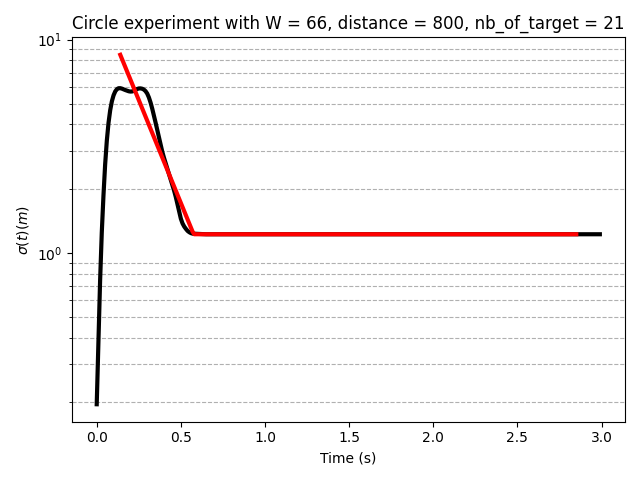 Circle experiment with W = 66, distance = 800, nb_of_target = 21
10¹
10⁰
σ(t)(m)
0.0 0.5 1.0 1.5 2.0 2.5 3.0
Time (s)